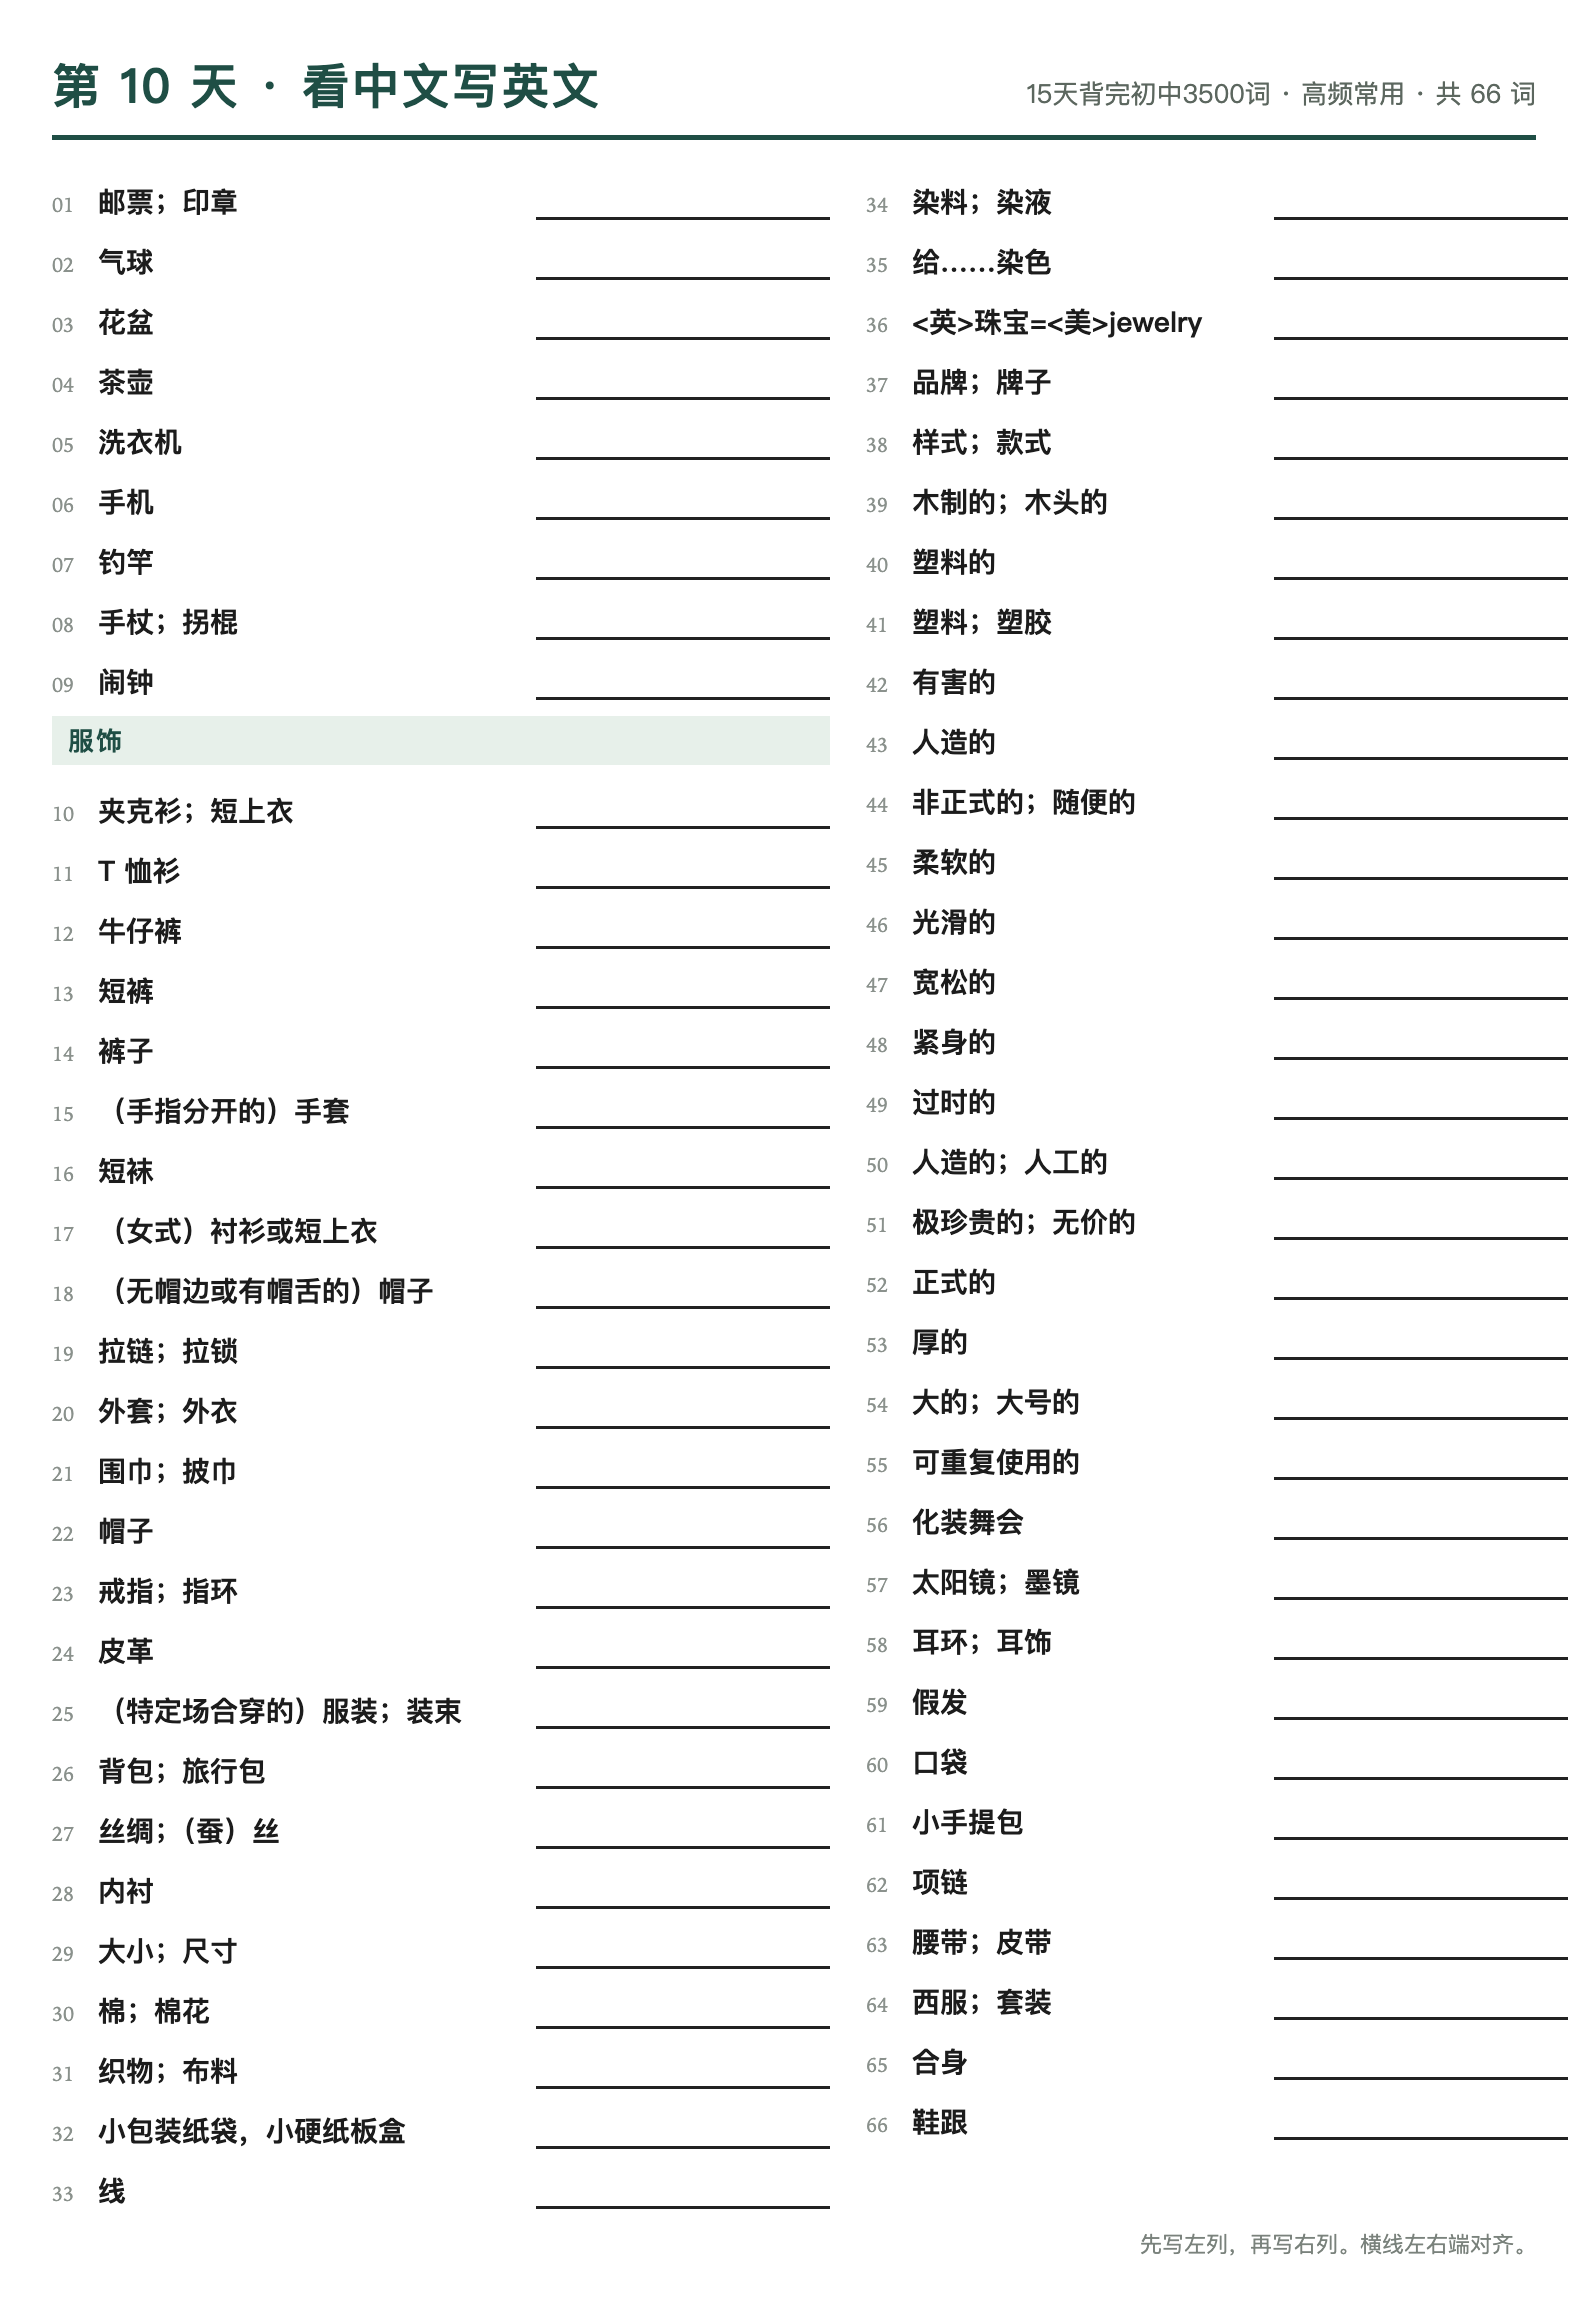 第 10 天 · 看中文写英文
15天背完初中3500词 · 高频常用 · 共 66 词
01 邮票；印章
02 气球
03 花盆
04 茶壶
05 洗衣机
06 手机
07 钓竿
08 手杖；拐棍
09 闹钟
服饰
10 夹克衫；短上衣
11 T 恤衫
12 牛仔裤
13 短裤
14 裤子
15 （手指分开的）手套
16 短袜
17 （女式）衬衫或短上衣
18 （无帽边或有帽舌的）帽子
19 拉链；拉锁
20 外套；外衣
21 围巾；披巾
22 帽子
23 戒指；指环
24 皮革
25 （特定场合穿的）服装；装束
26 背包；旅行包
27 丝绸；（蚕）丝
28 内衬
29 大小；尺寸
30 棉；棉花
31 织物；布料
32 小包装纸袋，小硬纸板盒
33 线
34 染料；染液
35 给……染色
36 <英>珠宝=<美>jewelry
37 品牌；牌子
38 样式；款式
39 木制的；木头的
40 塑料的
41 塑料；塑胶
42 有害的
43 人造的
44 非正式的；随便的
45 柔软的
46 光滑的
47 宽松的
48 紧身的
49 过时的
50 人造的；人工的
51 极珍贵的；无价的
52 正式的
53 厚的
54 大的；大号的
55 可重复使用的
56 化装舞会
57 太阳镜；墨镜
58 耳环；耳饰
59 假发
60 口袋
61 小手提包
62 项链
63 腰带；皮带
64 西服；套装
65 合身
66 鞋跟
先写左列，再写右列。横线左右端对齐。